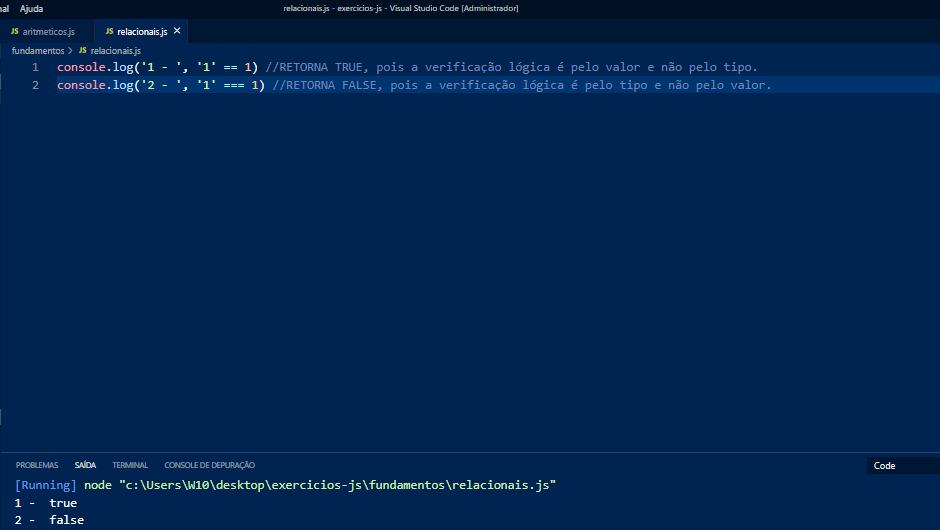 Ajuda
relacionais.js - exercicios-js - Visual Studio Code [Administrador]
JS aritmeticos.js
JS relacionais.js ✕
fundamentos > JS relacionais.js
1 console.log('1 - ', '1' == 1) //RETORNA TRUE, pois a verificação lógica é pelo valor e não pelo tipo.
2 console.log('2 - ', '1' === 1) //RETORNA FALSE, pois a verificação lógica é pelo tipo e não pelo valor.
PROBLEMAS SAÍDA TERMINAL CONSOLE DE DEPURAÇÃO
Code
[Running] node "c:\Users\W10\desktop\exercicios-js\fundamentos\relacionais.js"
1 -  true
2 -  false